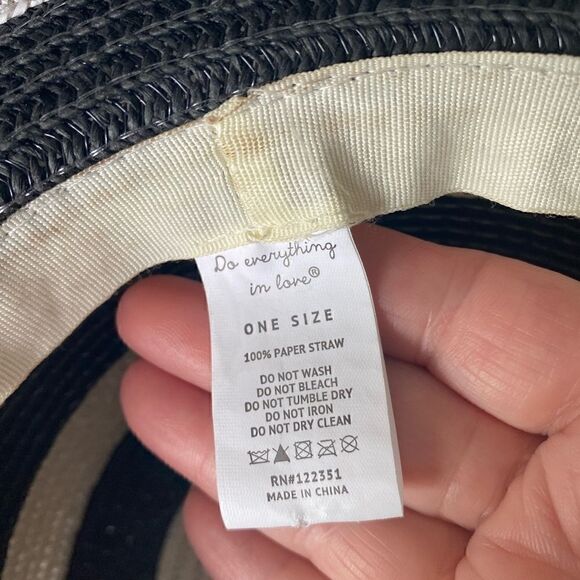 Do everything
in love®
ONE SIZE
100% PAPER STRAW
DO NOT WASH
DO NOT BLEACH
DO NOT TUMBLE DRY
DO NOT IRON
DO NOT DRY CLEAN
RN#122351
MADE IN CHINA